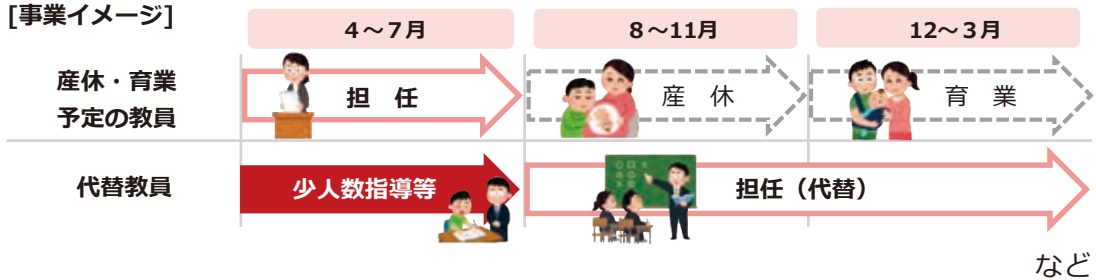 [事業イメージ]
4～7月
8～11月
12～3月
産休・育業
予定の教員
担 任
産 休
育 業
代替教員
少人数指導等
担任（代替）
など